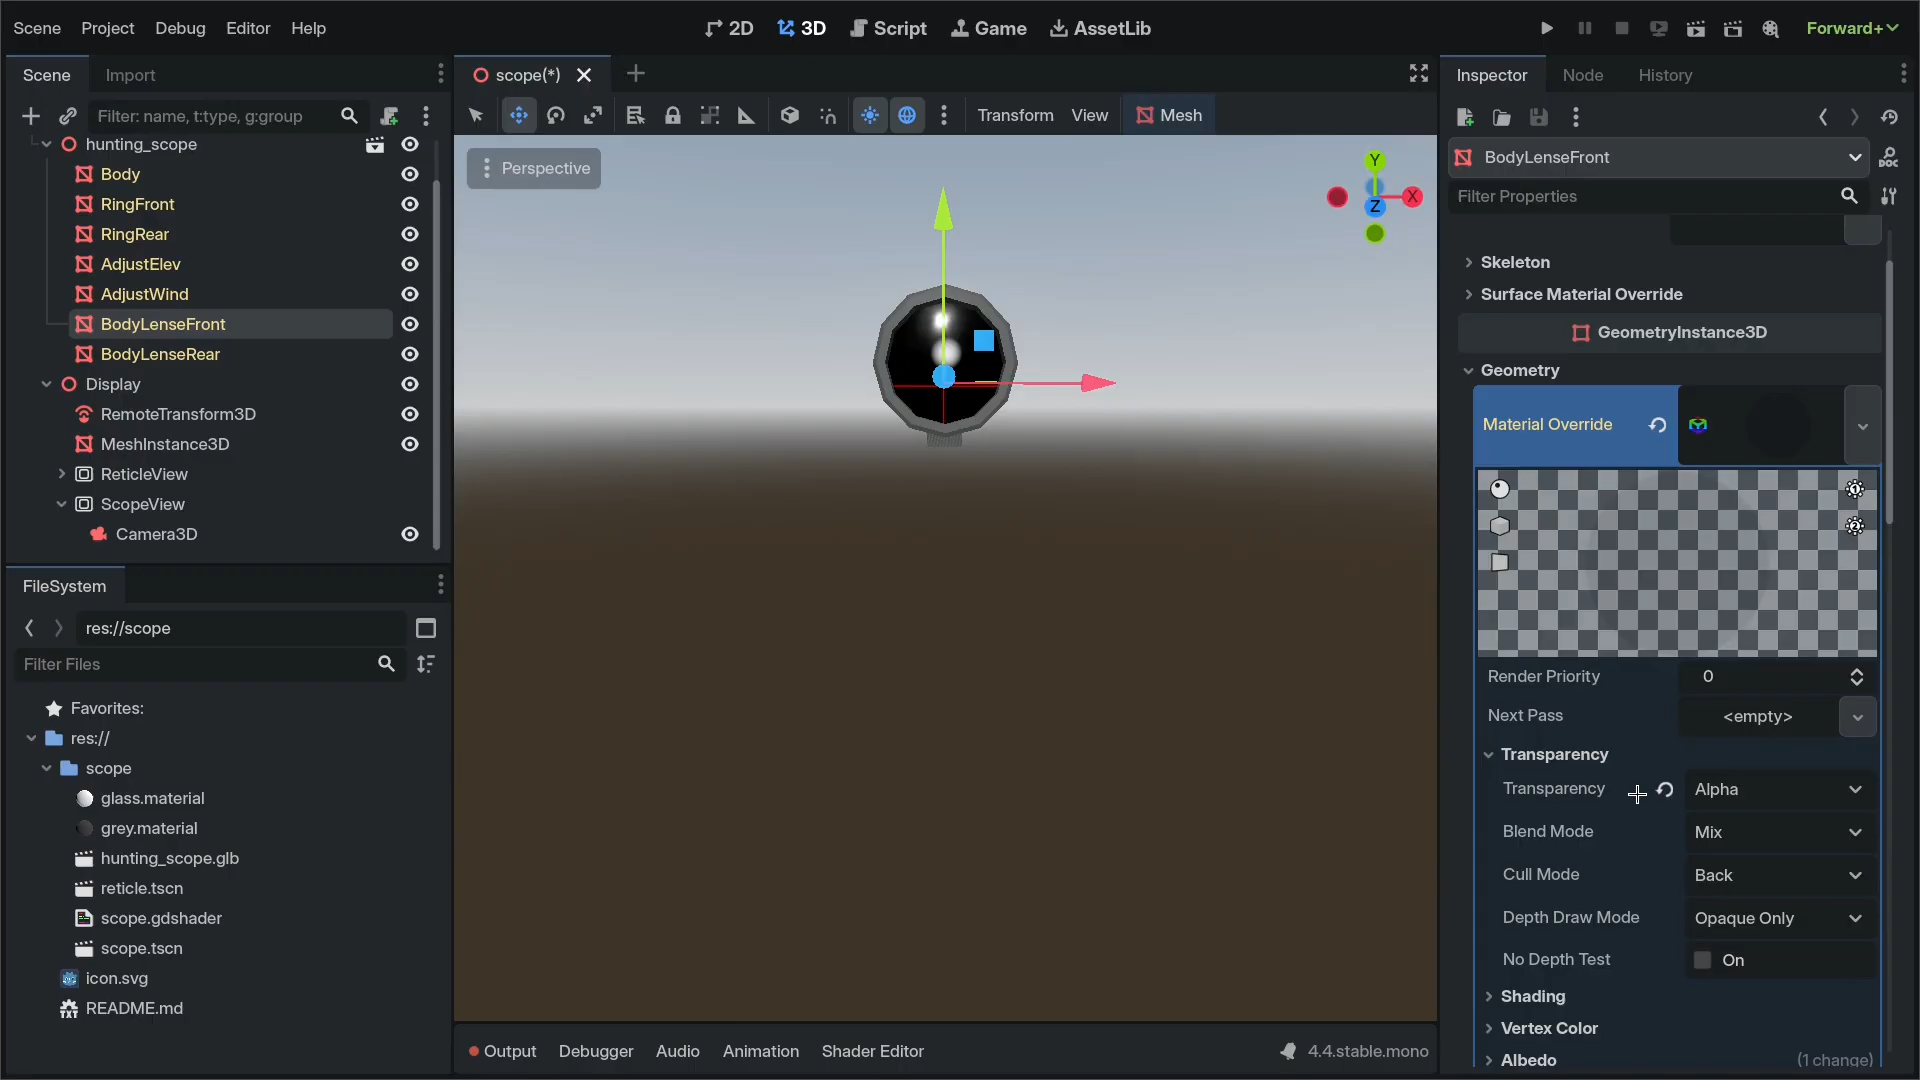 Scene Project Debug Editor Help
2D 3D Script Game AssetLib
Forward+
Scene Import
Filter: name, t:type, g:group
hunting_scope
Body
RingFront
RingRear
AdjustElev
AdjustWind
BodyLenseFront
BodyLenseRear
Display
RemoteTransform3D
MeshInstance3D
ReticleView
ScopeView
Camera3D
FileSystem
res://scope
Filter Files
Favorites:
res://
scope
glass.material
grey.material
hunting_scope.glb
reticle.tscn
scope.gdshader
scope.tscn
icon.svg
README.md
scope(*)
Transform View Mesh
Perspective
Y
X
Z
Output Debugger Audio Animation Shader Editor 4.4.stable.mono
Inspector Node History
BodyLenseFront
DOC
Filter Properties
Skeleton
Surface Material Override
GeometryInstance3D
Geometry
Material Override
1
2
Render Priority 0
Next Pass <empty>
Transparency
Transparency Alpha
Blend Mode Mix
Cull Mode Back
Depth Draw Mode Opaque Only
No Depth Test On
Shading
Vertex Color
Albedo (1 change)